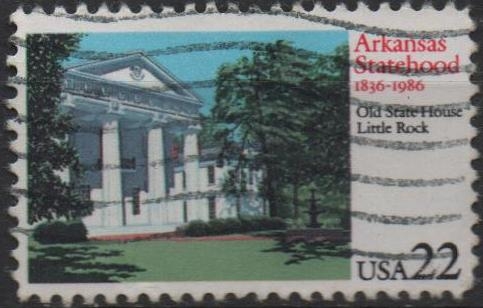 Arkansas
Statehood
1836-1986
Old State House
Little Rock
USA 22